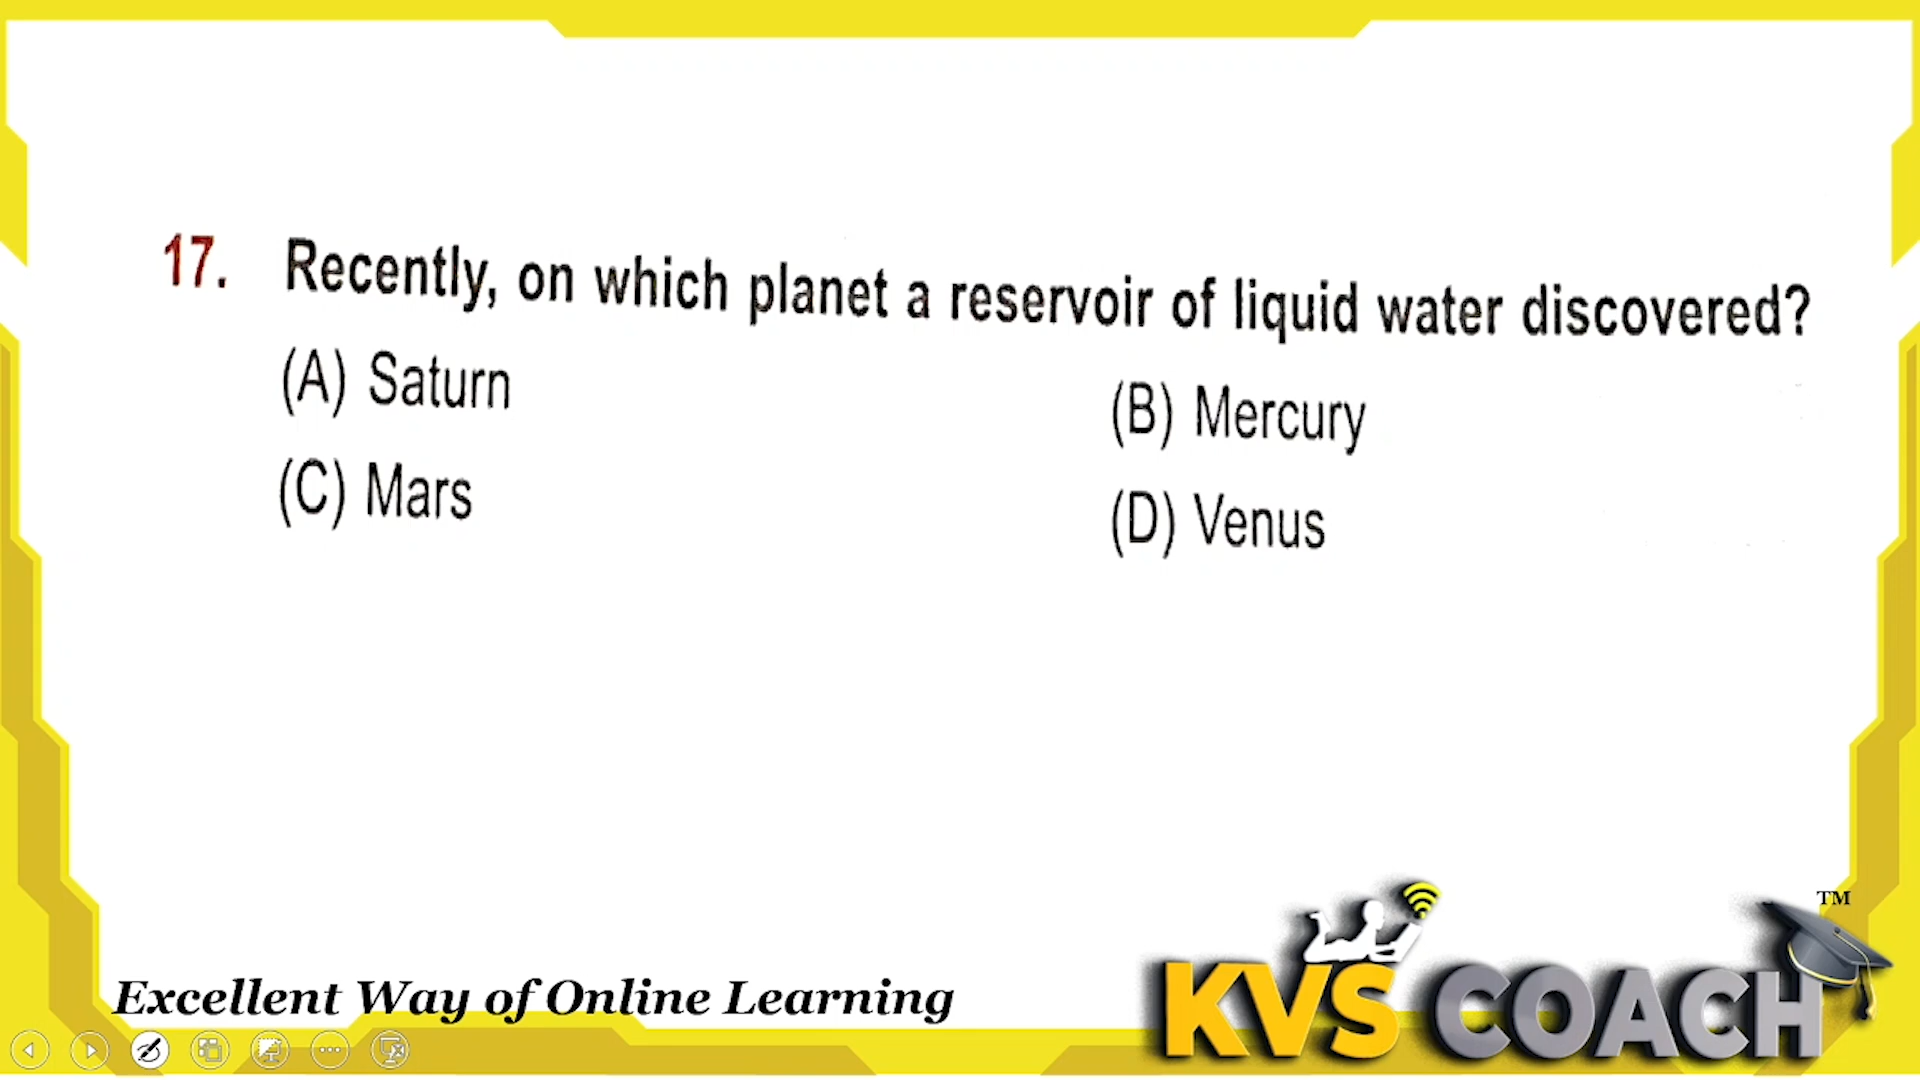 17. Recently, on which planet a reservoir of liquid water discovered?
(A) Saturn
(B) Mercury
(C) Mars
(D) Venus
TM
KVS COACH
Excellent Way of Online Learning